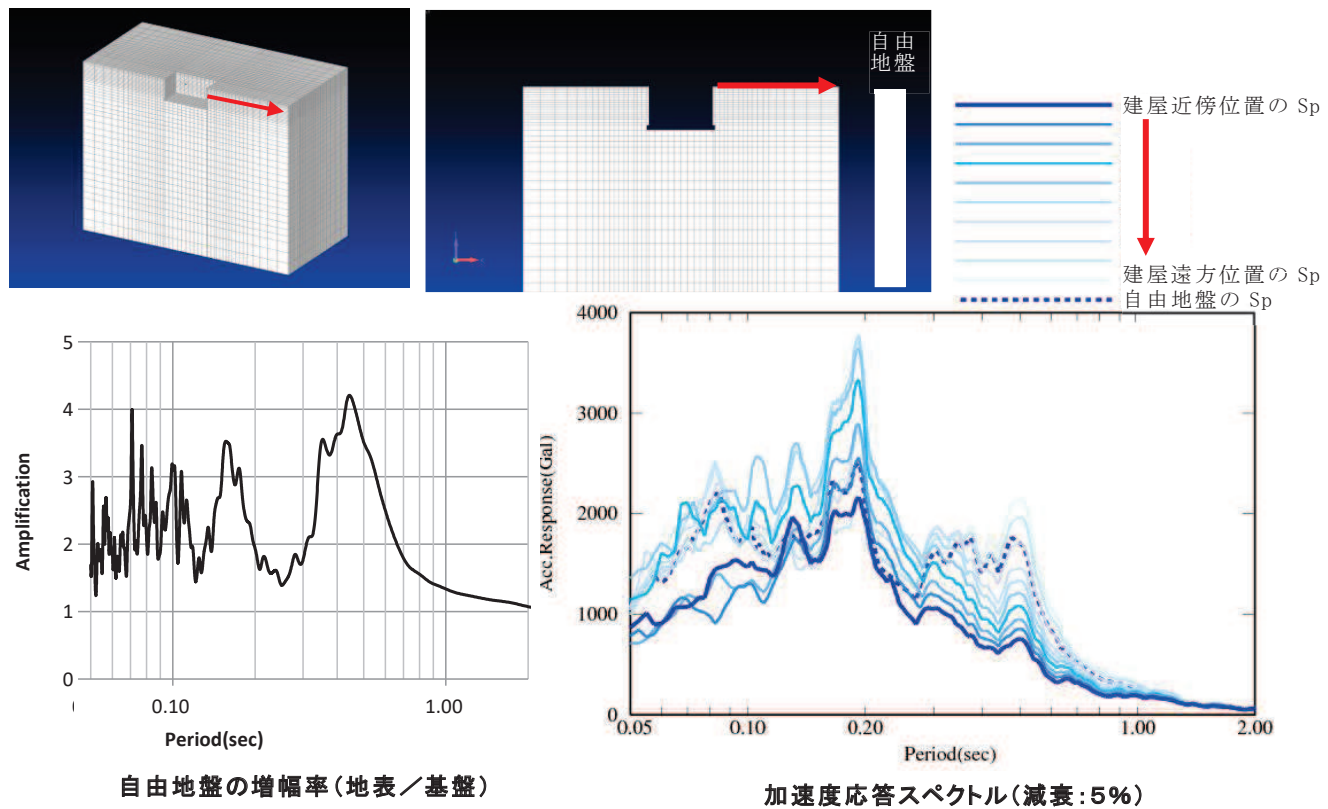 自由
地盤
建屋近傍位置の Sp
建屋遠方位置の Sp
自由地盤の Sp
5
4
3
2
1
0
Amplification
0.10
1.00
Period(sec)
自由地盤の増幅率(地表/基盤)
4000
3000
2000
1000
0
Acc.Response(Gal)
0.05
0.10
0.20
1.00
2.00
Period(sec)
加速度応答スペクトル(減衰:5%)